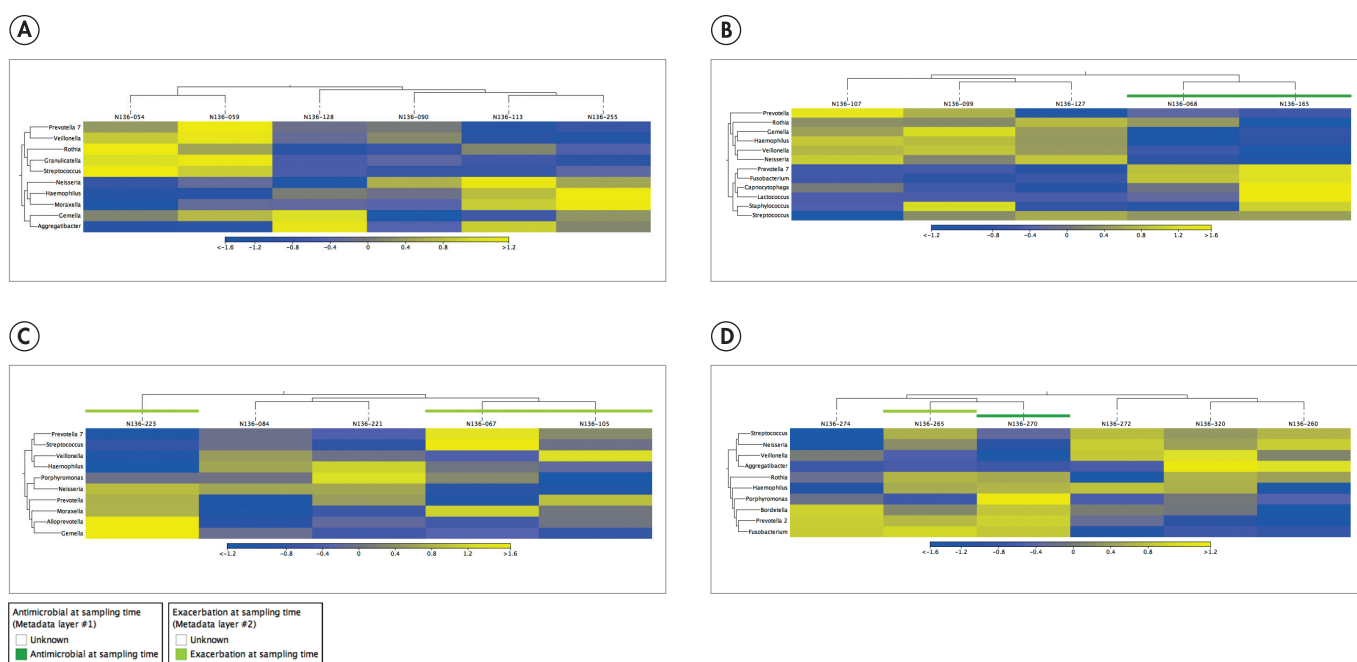 A
N136-054 N136-059 N136-128 N136-090 N136-113 N136-255
Prevotella 7
Veillonella
Rothia
Granulicatella
Streptococcus
Neisseria
Haemophilus
Moraxella
Gemella
Aggregatibacter
<-1.6 -1.2 -0.8 -0.4 0 0.4 0.8 >1.2
B
N136-107 N136-099 N136-127 N136-068 N136-165
Prevotella
Rothia
Gemella
Haemophilus
Veillonella
Neisseria
Prevotella 7
Fusobacterium
Capnocytophaga
Lactococcus
Staphylococcus
Streptococcus
<-1.2 -0.8 -0.4 0 0.4 0.8 1.2 >1.6
C
N136-223 N136-084 N136-221 N136-067 N136-105
Prevotella 7
Streptococcus
Veillonella
Haemophilus
Porphyromonas
Neisseria
Prevotella
Moraxella
Alloprevotella
Gemella
<-1.2 -0.8 -0.4 0 0.4 0.8 1.2 >1.6
D
N136-274 N136-265 N136-270 N136-272 N136-320 N136-260
Streptococcus
Neisseria
Veillonella
Aggregatibacter
Rothia
Haemophilus
Porphyromonas
Bordetella
Prevotella 2
Fusobacterium
<-1.6 -1.2 -0.8 -0.4 0 0.4 0.8 >1.2
Antimicrobial at sampling time
(Metadata layer #1)
Unknown
Antimicrobial at sampling time
Exacerbation at sampling time
(Metadata layer #2)
Unknown
Exacerbation at sampling time